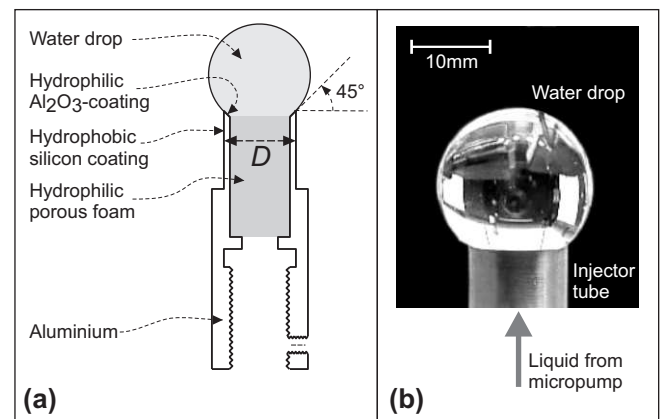 Water drop
Hydrophilic
Al2O3-coating
Hydrophobic
silicon coating
Hydrophilic
porous foam
Aluminium
45°
D
(a)
10mm
Water drop
Injector
tube
Liquid from
micropump
(b)